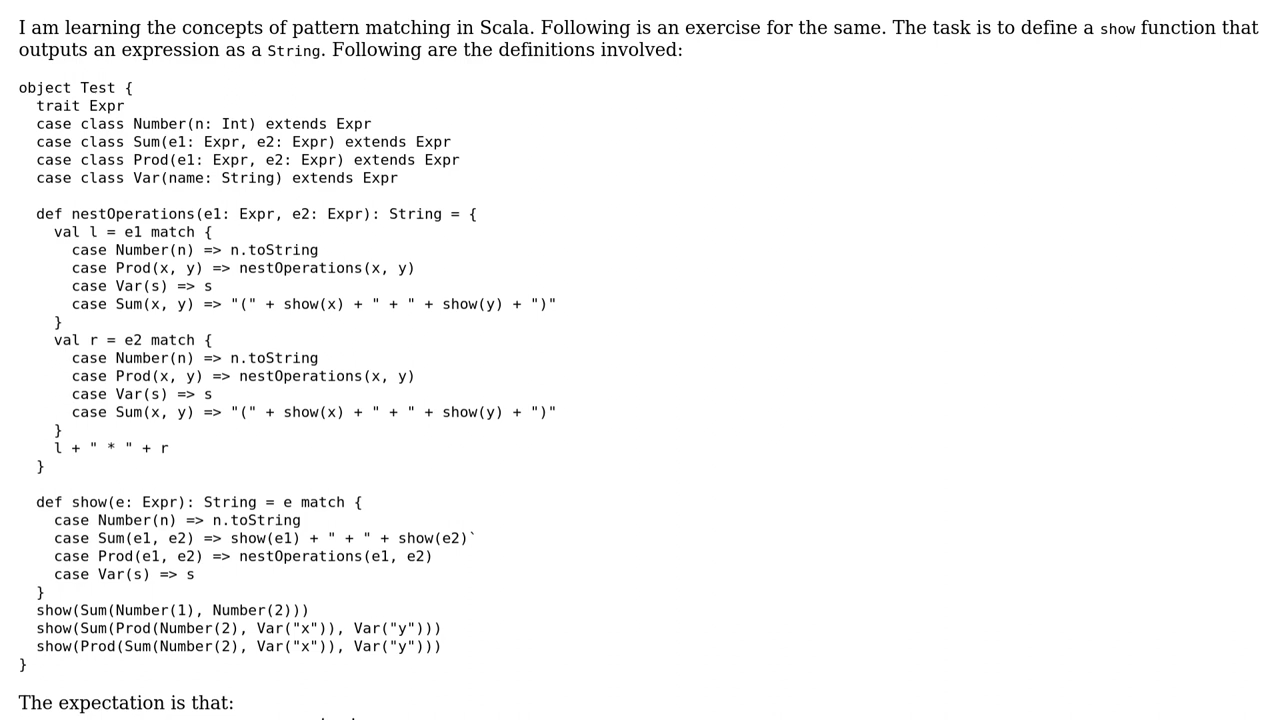 I am learning the concepts of pattern matching in Scala. Following is an exercise for the same. The task is to define a show function that
outputs an expression as a String. Following are the definitions involved:
object Test {
  trait Expr
  case class Number(n: Int) extends Expr
  case class Sum(e1: Expr, e2: Expr) extends Expr
  case class Prod(e1: Expr, e2: Expr) extends Expr
  case class Var(name: String) extends Expr
  def nestOperations(e1: Expr, e2: Expr): String = {
    val l = e1 match {
      case Number(n) => n.toString
      case Prod(x, y) => nestOperations(x, y)
      case Var(s) => s
      case Sum(x, y) => "(" + show(x) + " + " + show(y) + ")"
    }
    val r = e2 match {
      case Number(n) => n.toString
      case Prod(x, y) => nestOperations(x, y)
      case Var(s) => s
      case Sum(x, y) => "(" + show(x) + " + " + show(y) + ")"
    }
    l + " * " + r
  }
  def show(e: Expr): String = e match {
    case Number(n) => n.toString
    case Sum(e1, e2) => show(e1) + " + " + show(e2)`
    case Prod(e1, e2) => nestOperations(e1, e2)
    case Var(s) => s
  }
  show(Sum(Number(1), Number(2)))
  show(Sum(Prod(Number(2), Var("x")), Var("y")))
  show(Prod(Sum(Number(2), Var("x")), Var("y")))
}
The expectation is that: